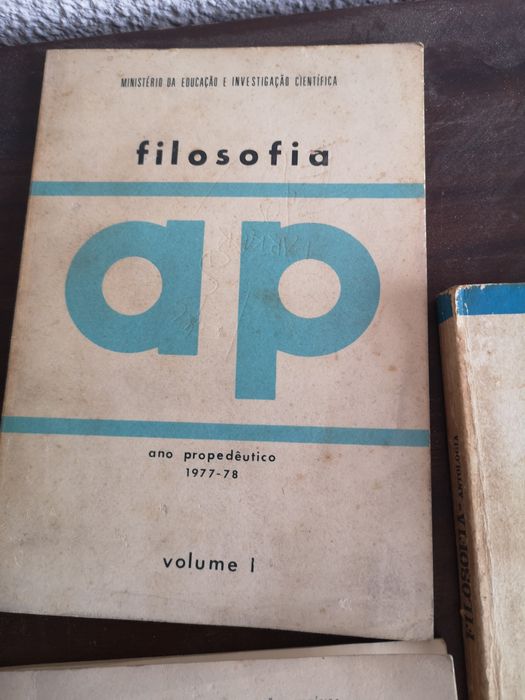 MINISTÉRIO DA EDUCAÇÃO E INVESTIGAÇÃO CIENTÍFICA
filosofia
ap
ano propedêutico
1977-78
volume I
FILOSOFIA - ANTOLOGIA